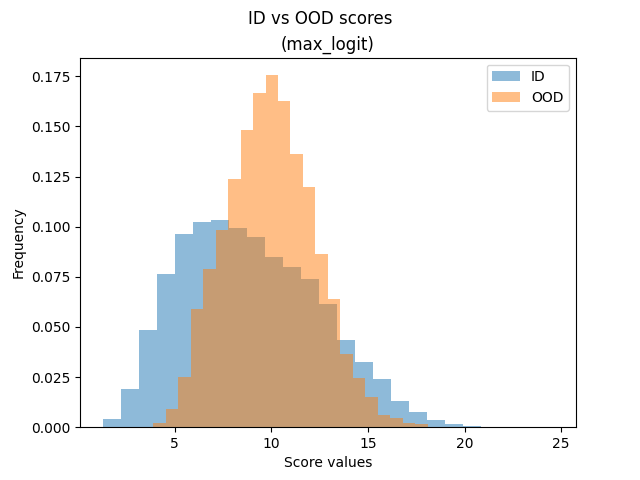 ID vs OOD scores
(max_logit)
ID
OOD
0.175
0.150
0.125
0.100
0.075
0.050
0.025
0.000
Frequency
5
10
15
20
25
Score values